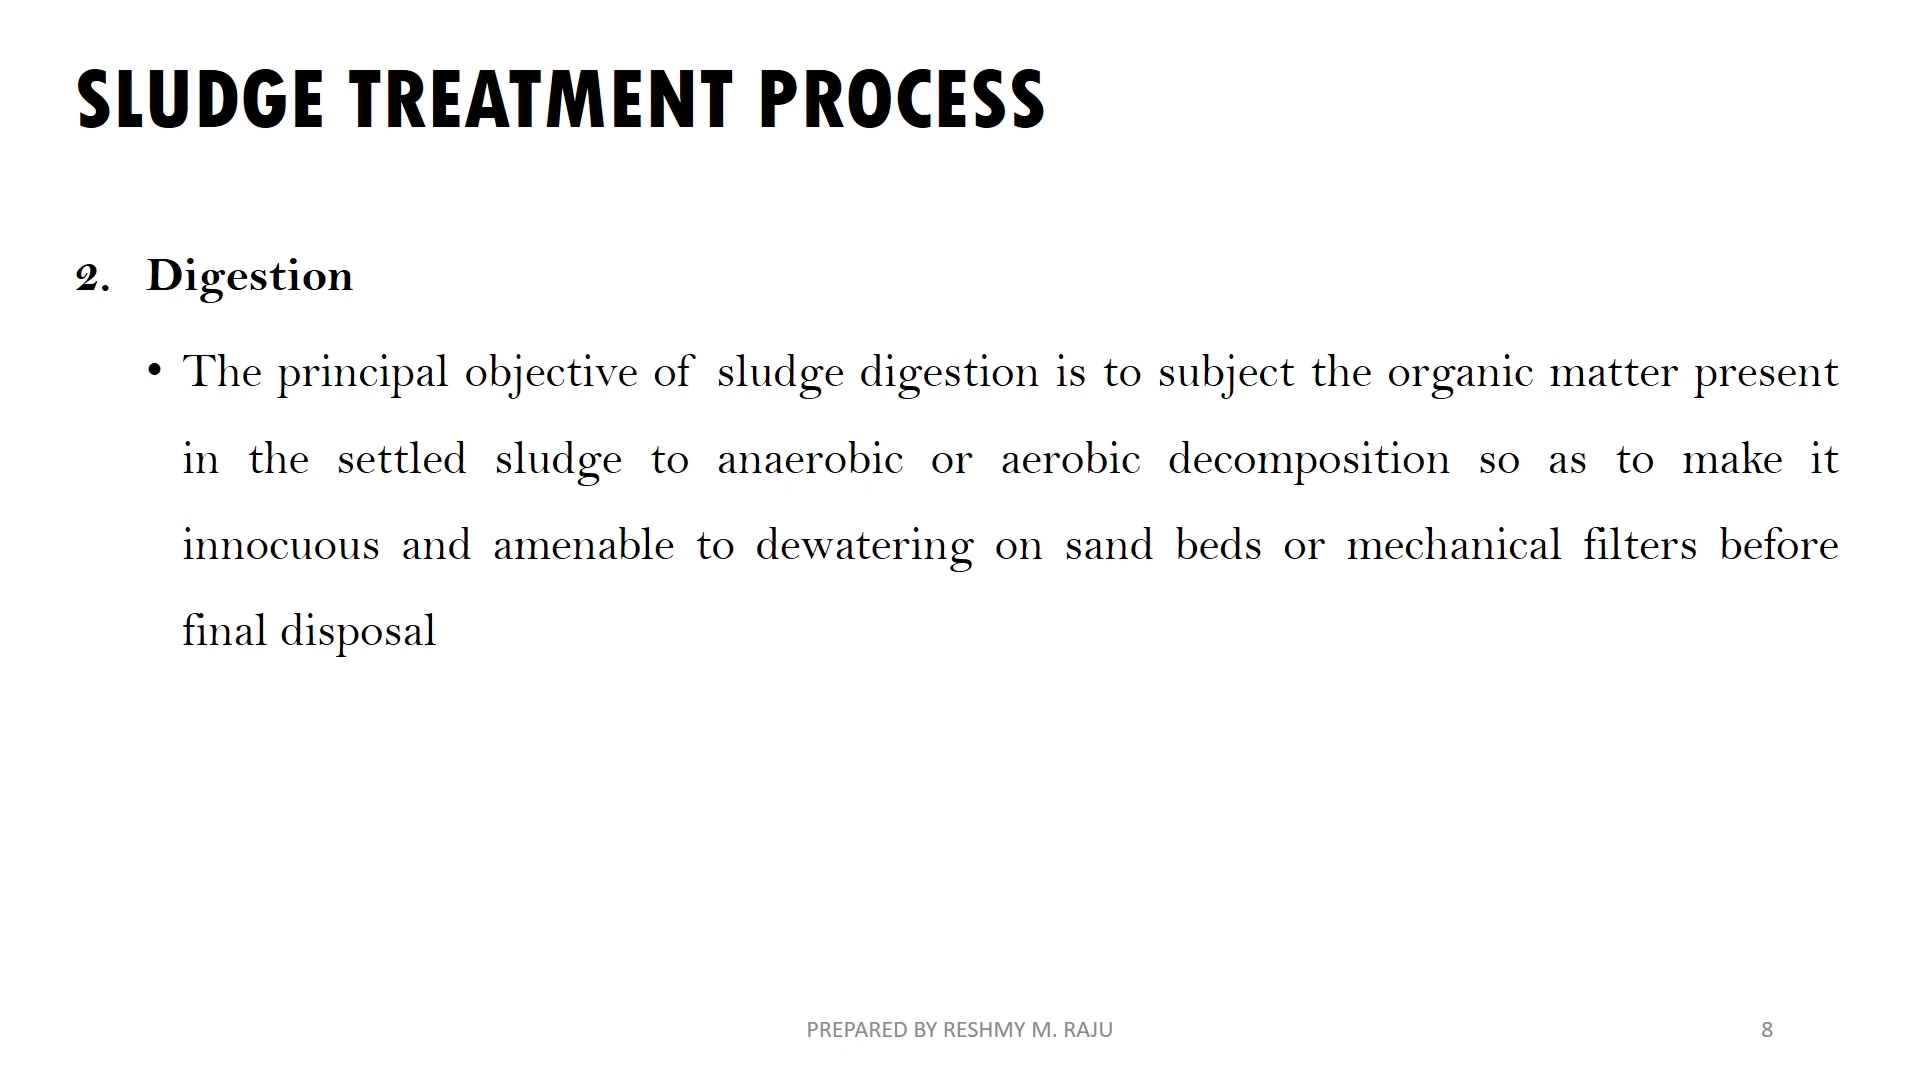 SLUDGE TREATMENT PROCESS
2. Digestion
• The principal objective of sludge digestion is to subject the organic matter present
in the settled sludge to anaerobic or aerobic decomposition so as to make it
innocuous and amenable to dewatering on sand beds or mechanical filters before
final disposal
PREPARED BY RESHMY M. RAJU
8